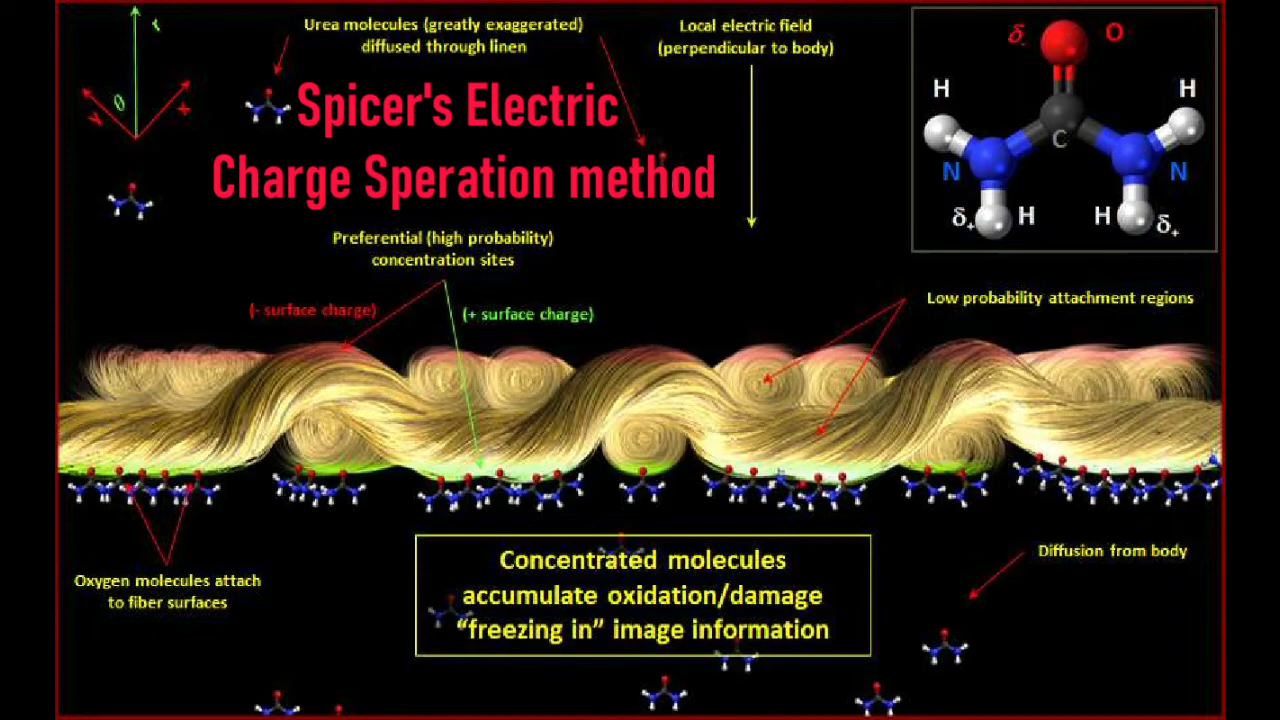 Urea molecules (greatly exaggerated)
diffused through linen
Local electric field
(perpendicular to body)
Spicer's Electric
Charge Speration method
δ-
O
H
H
C
N
N
δ+
H
H
δ+
Preferential (high probability)
concentration sites
(- surface charge)
(+ surface charge)
Low probability attachment regions
Oxygen molecules attach
to fiber surfaces
Concentrated molecules
accumulate oxidation/damage
“freezing in” image information
Diffusion from body